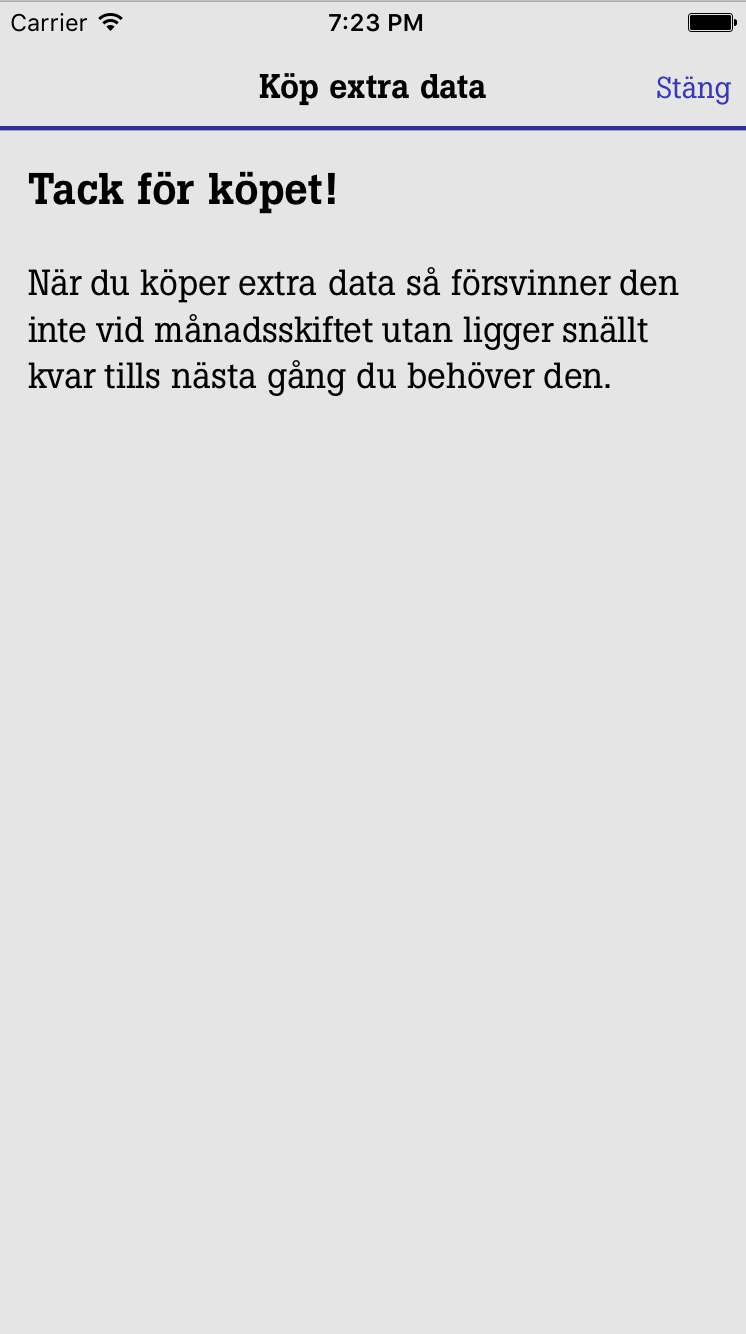 Carrier 7:23 PM
Köp extra data Stäng
Tack för köpet!
När du köper extra data så försvinner den
inte vid månadsskiftet utan ligger snällt
kvar tills nästa gång du behöver den.